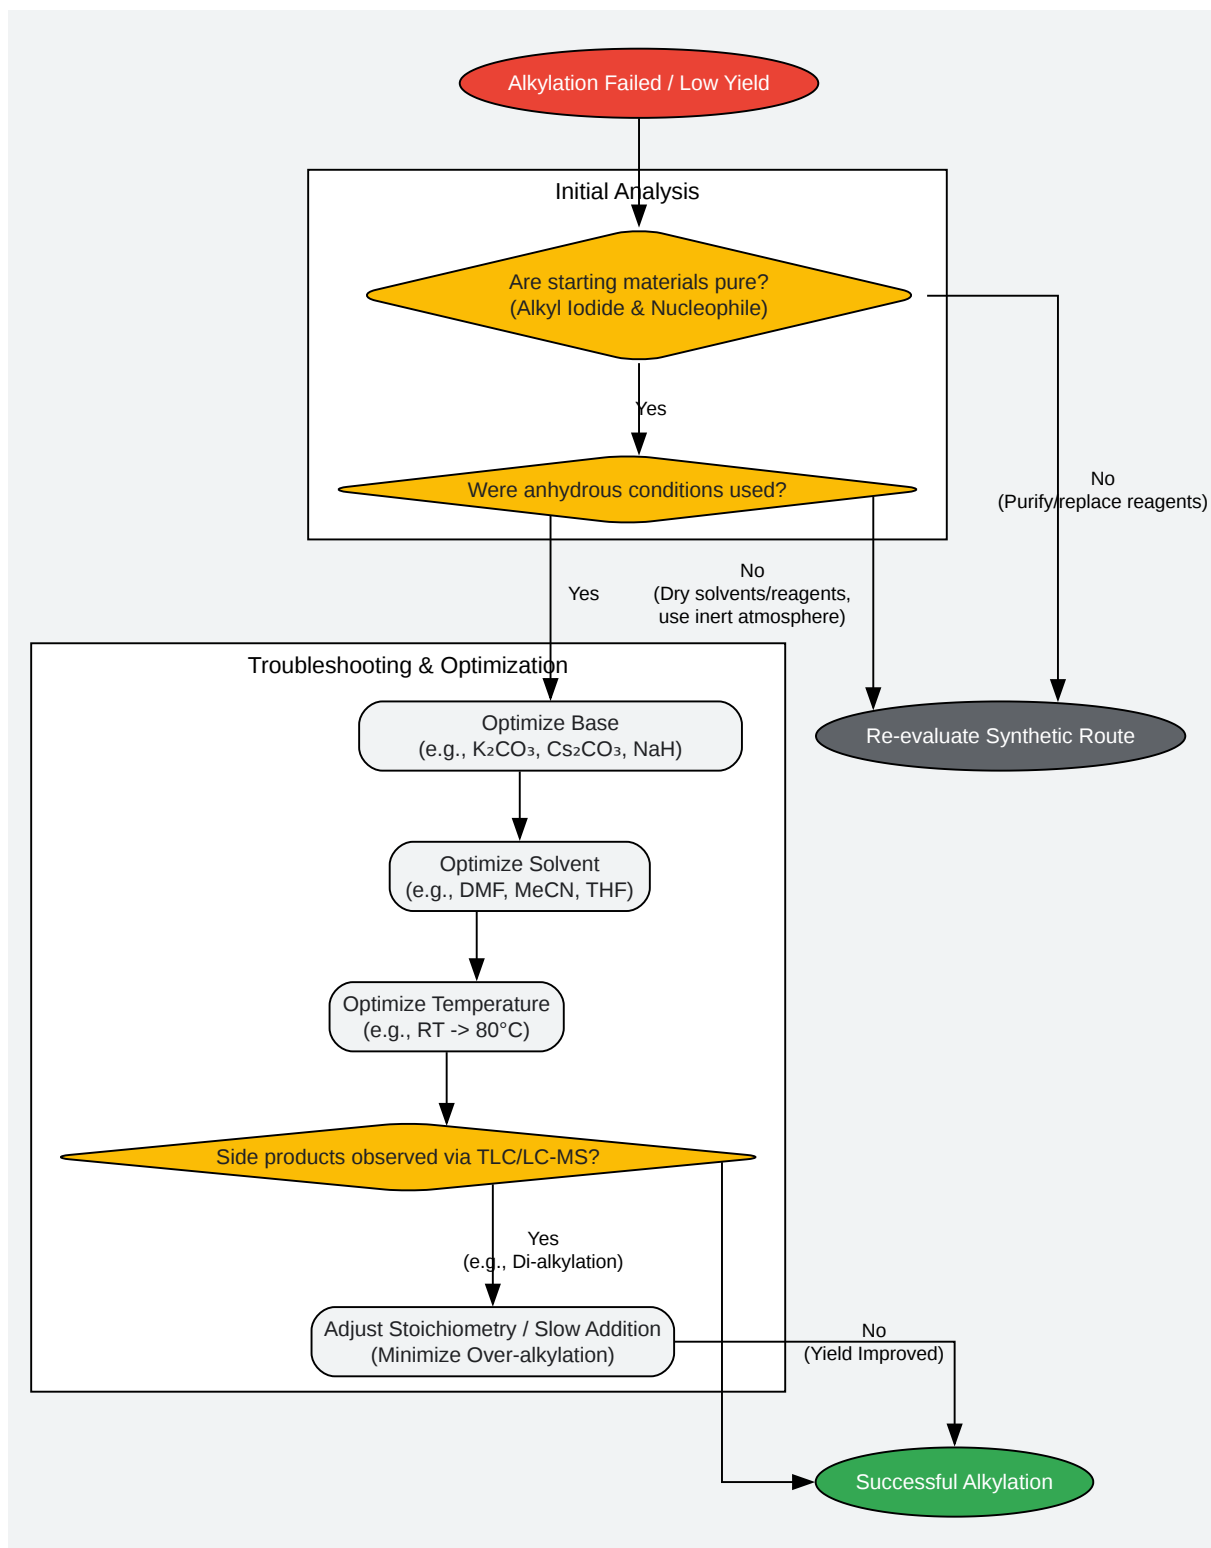 Alkylation Failed / Low Yield
Initial Analysis
Are starting materials pure?
(Alkyl Iodide & Nucleophile)
Yes
No
(Purify/replace reagents)
Were anhydrous conditions used?
Yes
No
(Dry solvents/reagents,
use inert atmosphere)
Troubleshooting & Optimization
Optimize Base
(e.g., K₂CO₃, Cs₂CO₃, NaH)
Re-evaluate Synthetic Route
Optimize Solvent
(e.g., DMF, MeCN, THF)
Optimize Temperature
(e.g., RT -> 80°C)
Side products observed via TLC/LC-MS?
Yes
(e.g., Di-alkylation)
Adjust Stoichiometry / Slow Addition
(Minimize Over-alkylation)
No
(Yield Improved)
Successful Alkylation